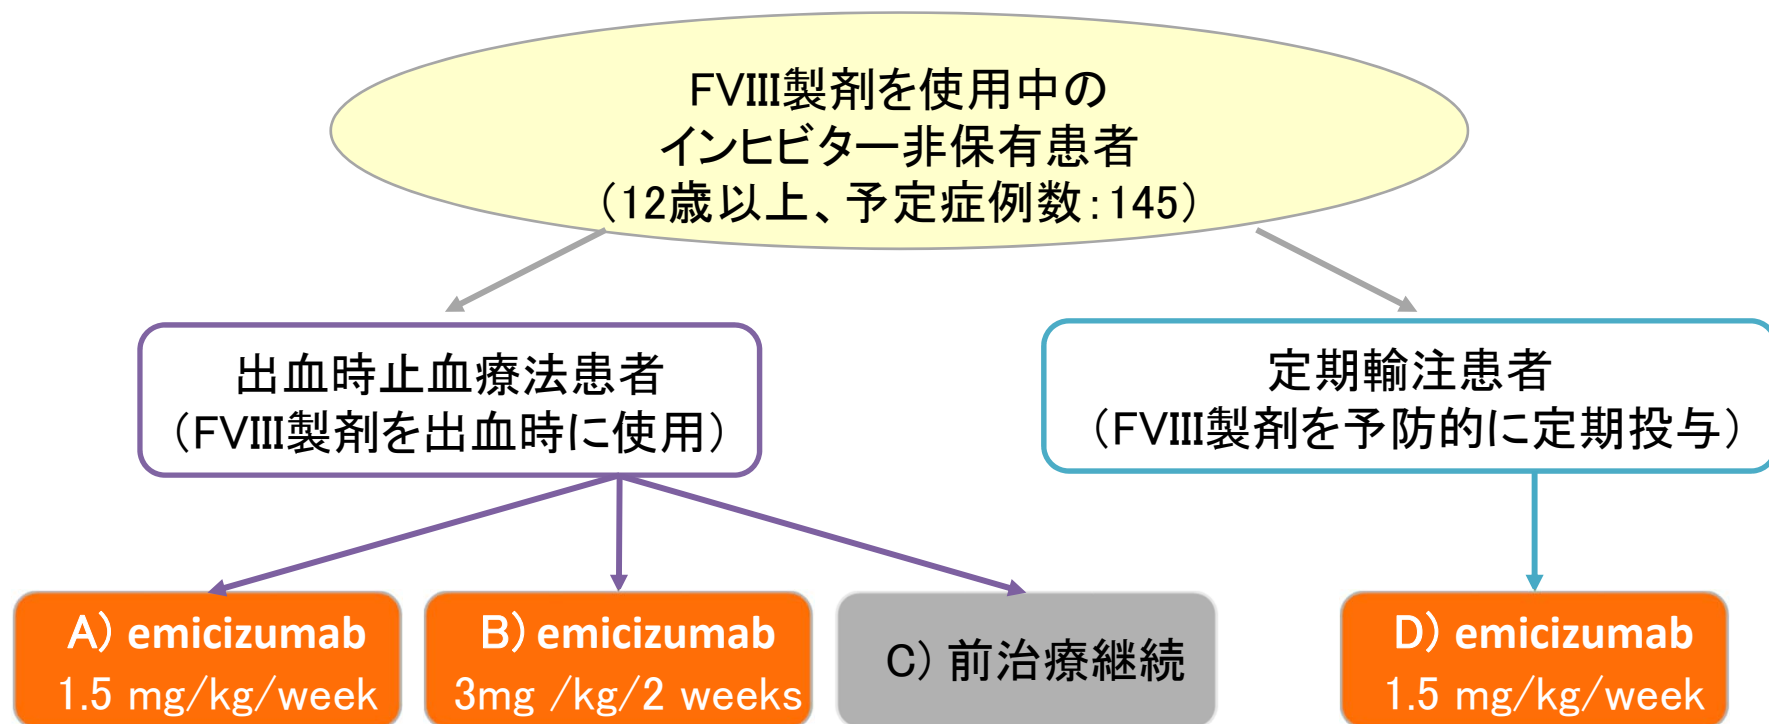 FVIII製剤を使用中の
インヒビター非保有患者
（12歳以上、予定症例数：145）
出血時止血療法患者
（FVIII製剤を出血時に使用）
定期輸注患者
（FVIII製剤を予防的に定期投与）
A）emicizumab
1.5 mg/kg/week
B）emicizumab
3mg /kg/2 weeks
C）前治療継続
D）emicizumab
1.5 mg/kg/week